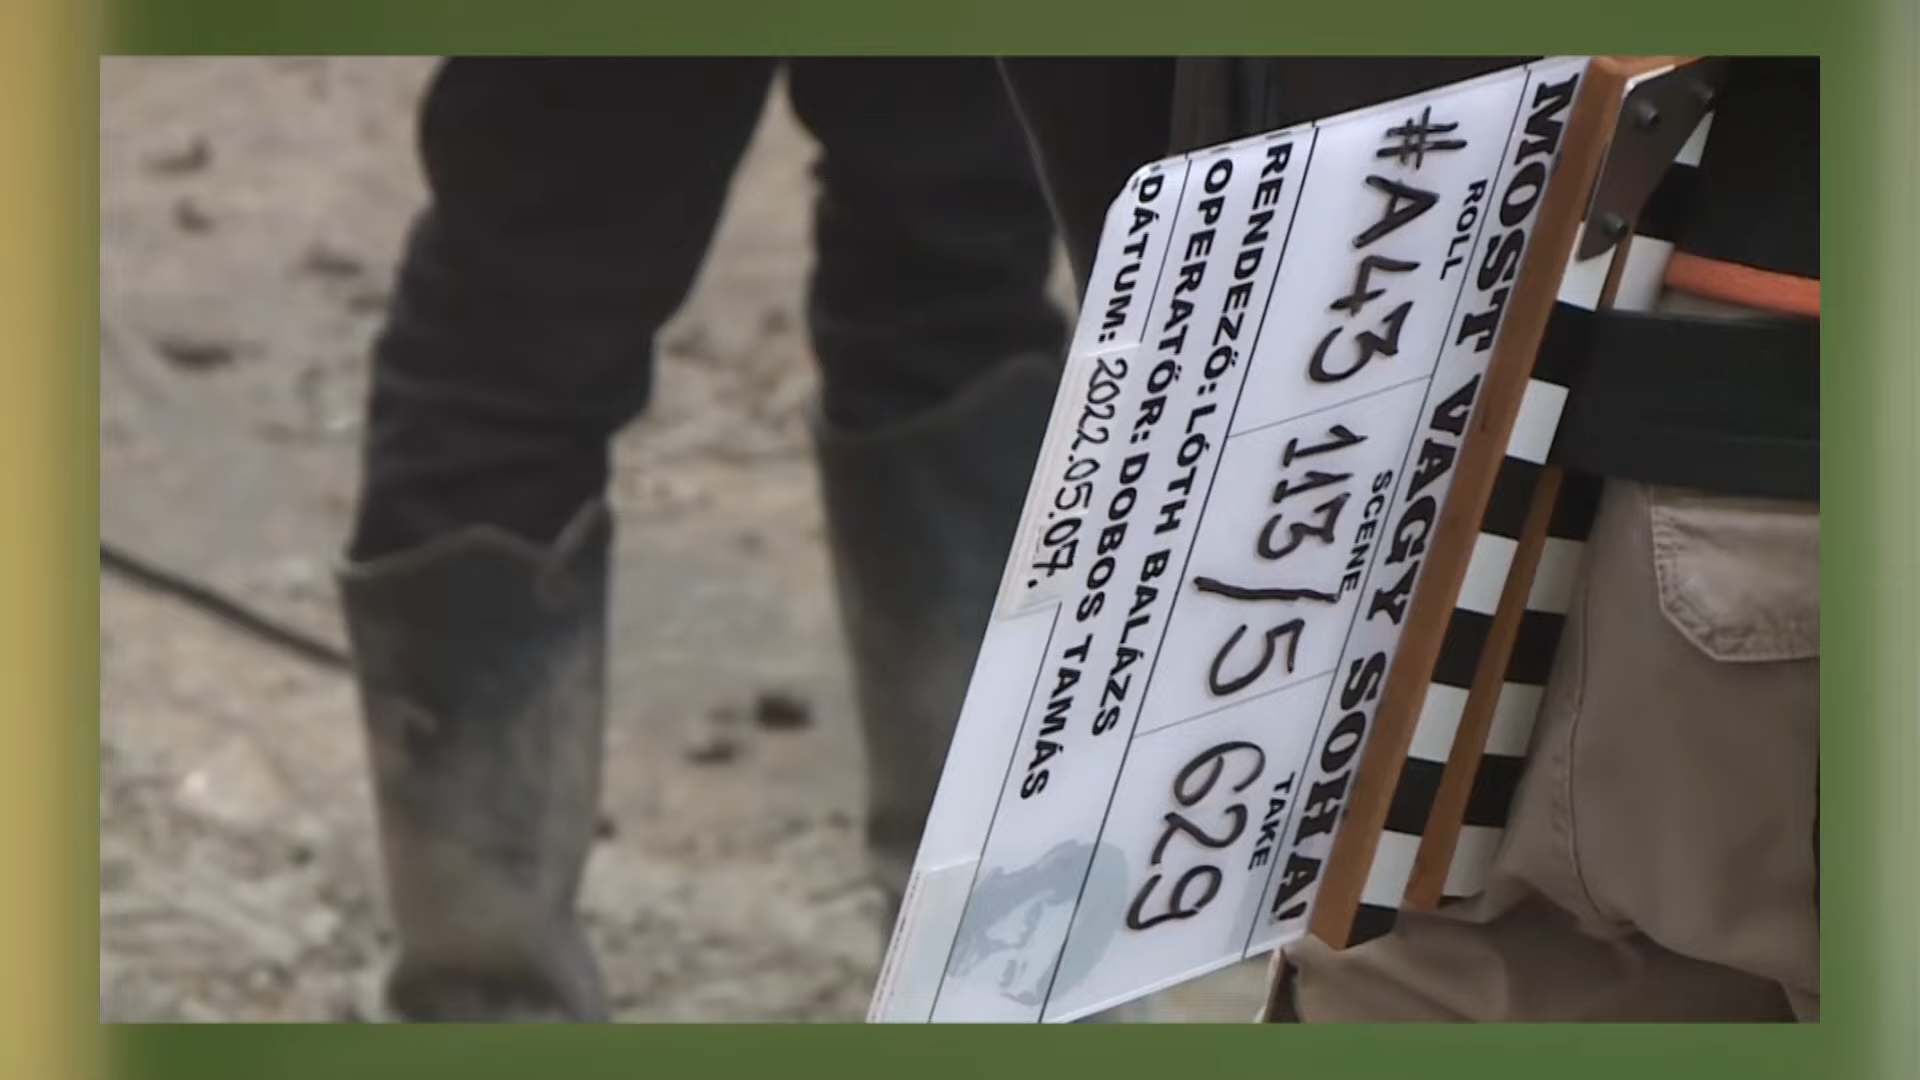 MOST VAGY SOHA!
ROLL SCENE TAKE
#A43 113/5 629
RENDEZŐ: LÓTH BALÁZS
OPERATŐR: DOBOS TAMÁS
DÁTUM: 2022.05.07.